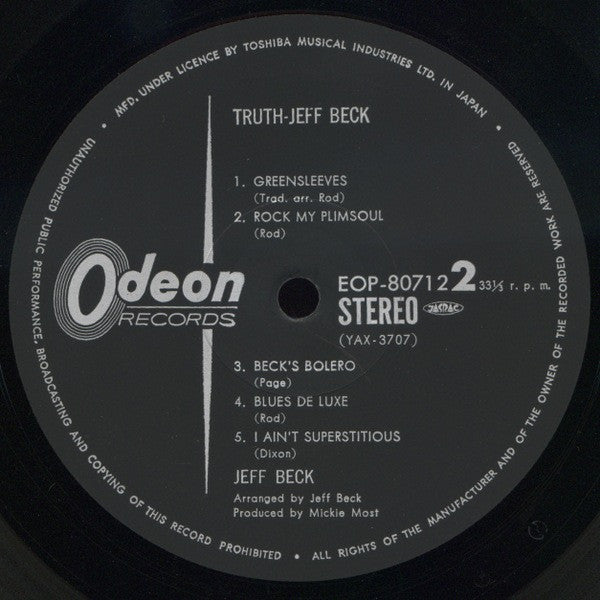 • MFD. UNDER LICENCE BY TOSHIBA MUSICAL INDUSTRIES LTD. IN JAPAN •
TRUTH-JEFF BECK
1. GREENSLEEVES
(Trad. arr. Rod)
2. ROCK MY PLIMSOUL
(Rod)
Odeon
RECORDS
EOP-80712 2 33⅓ r. p. m.
STEREO JASRAC
(YAX-3707)
3. BECK'S BOLERO
(Page)
4. BLUES DE LUXE
(Rod)
5. I AIN'T SUPERSTITIOUS
(Dixon)
JEFF BECK
Arranged by Jeff Beck
Produced by Mickie Most
UNAUTHORIZED PUBLIC PERFORMANCE, BROADCASTING AND COPYING OF THIS RECORD PROHIBITED • ALL RIGHTS OF THE MANUFACTURER AND OF THE OWNER OF THE RECORDED WORK ARE RESERVED